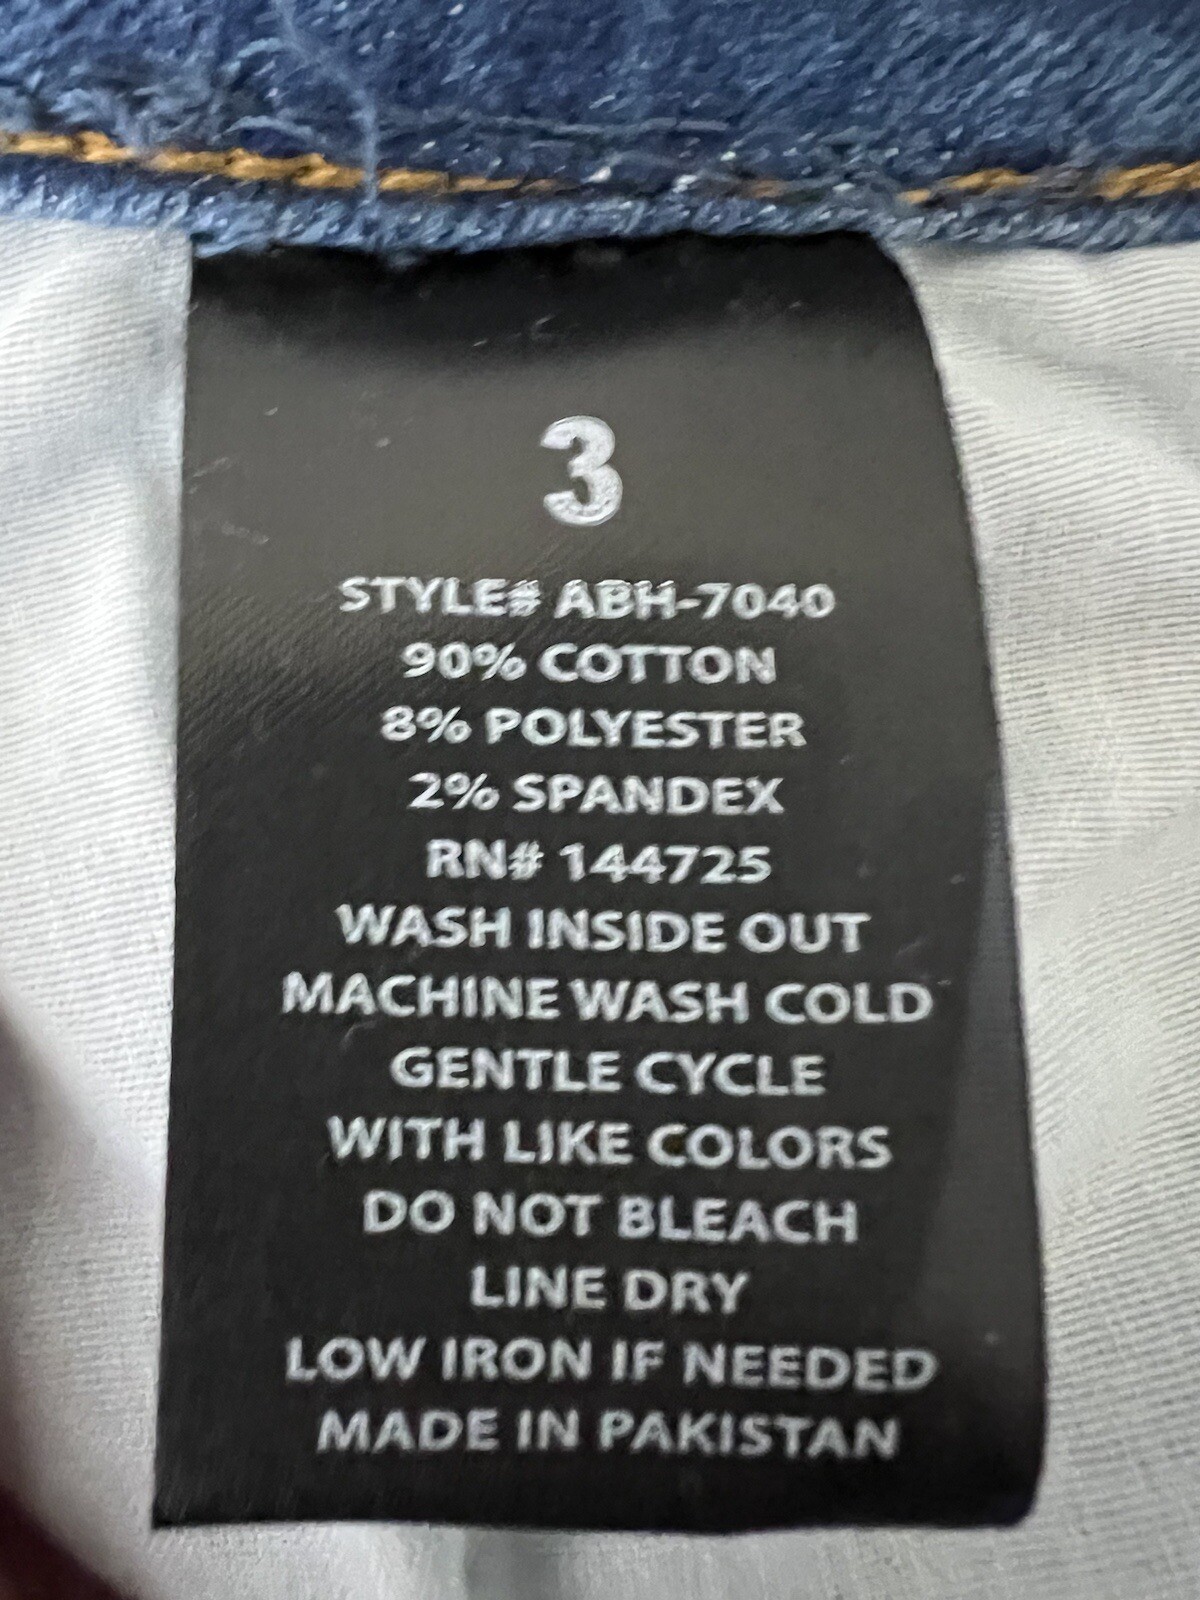 3
STYLE# ABH-7040
90% COTTON
8% POLYESTER
2% SPANDEX
RN# 144725
WASH INSIDE OUT
MACHINE WASH COLD
GENTLE CYCLE
WITH LIKE COLORS
DO NOT BLEACH
LINE DRY
LOW IRON IF NEEDED
MADE IN PAKISTAN